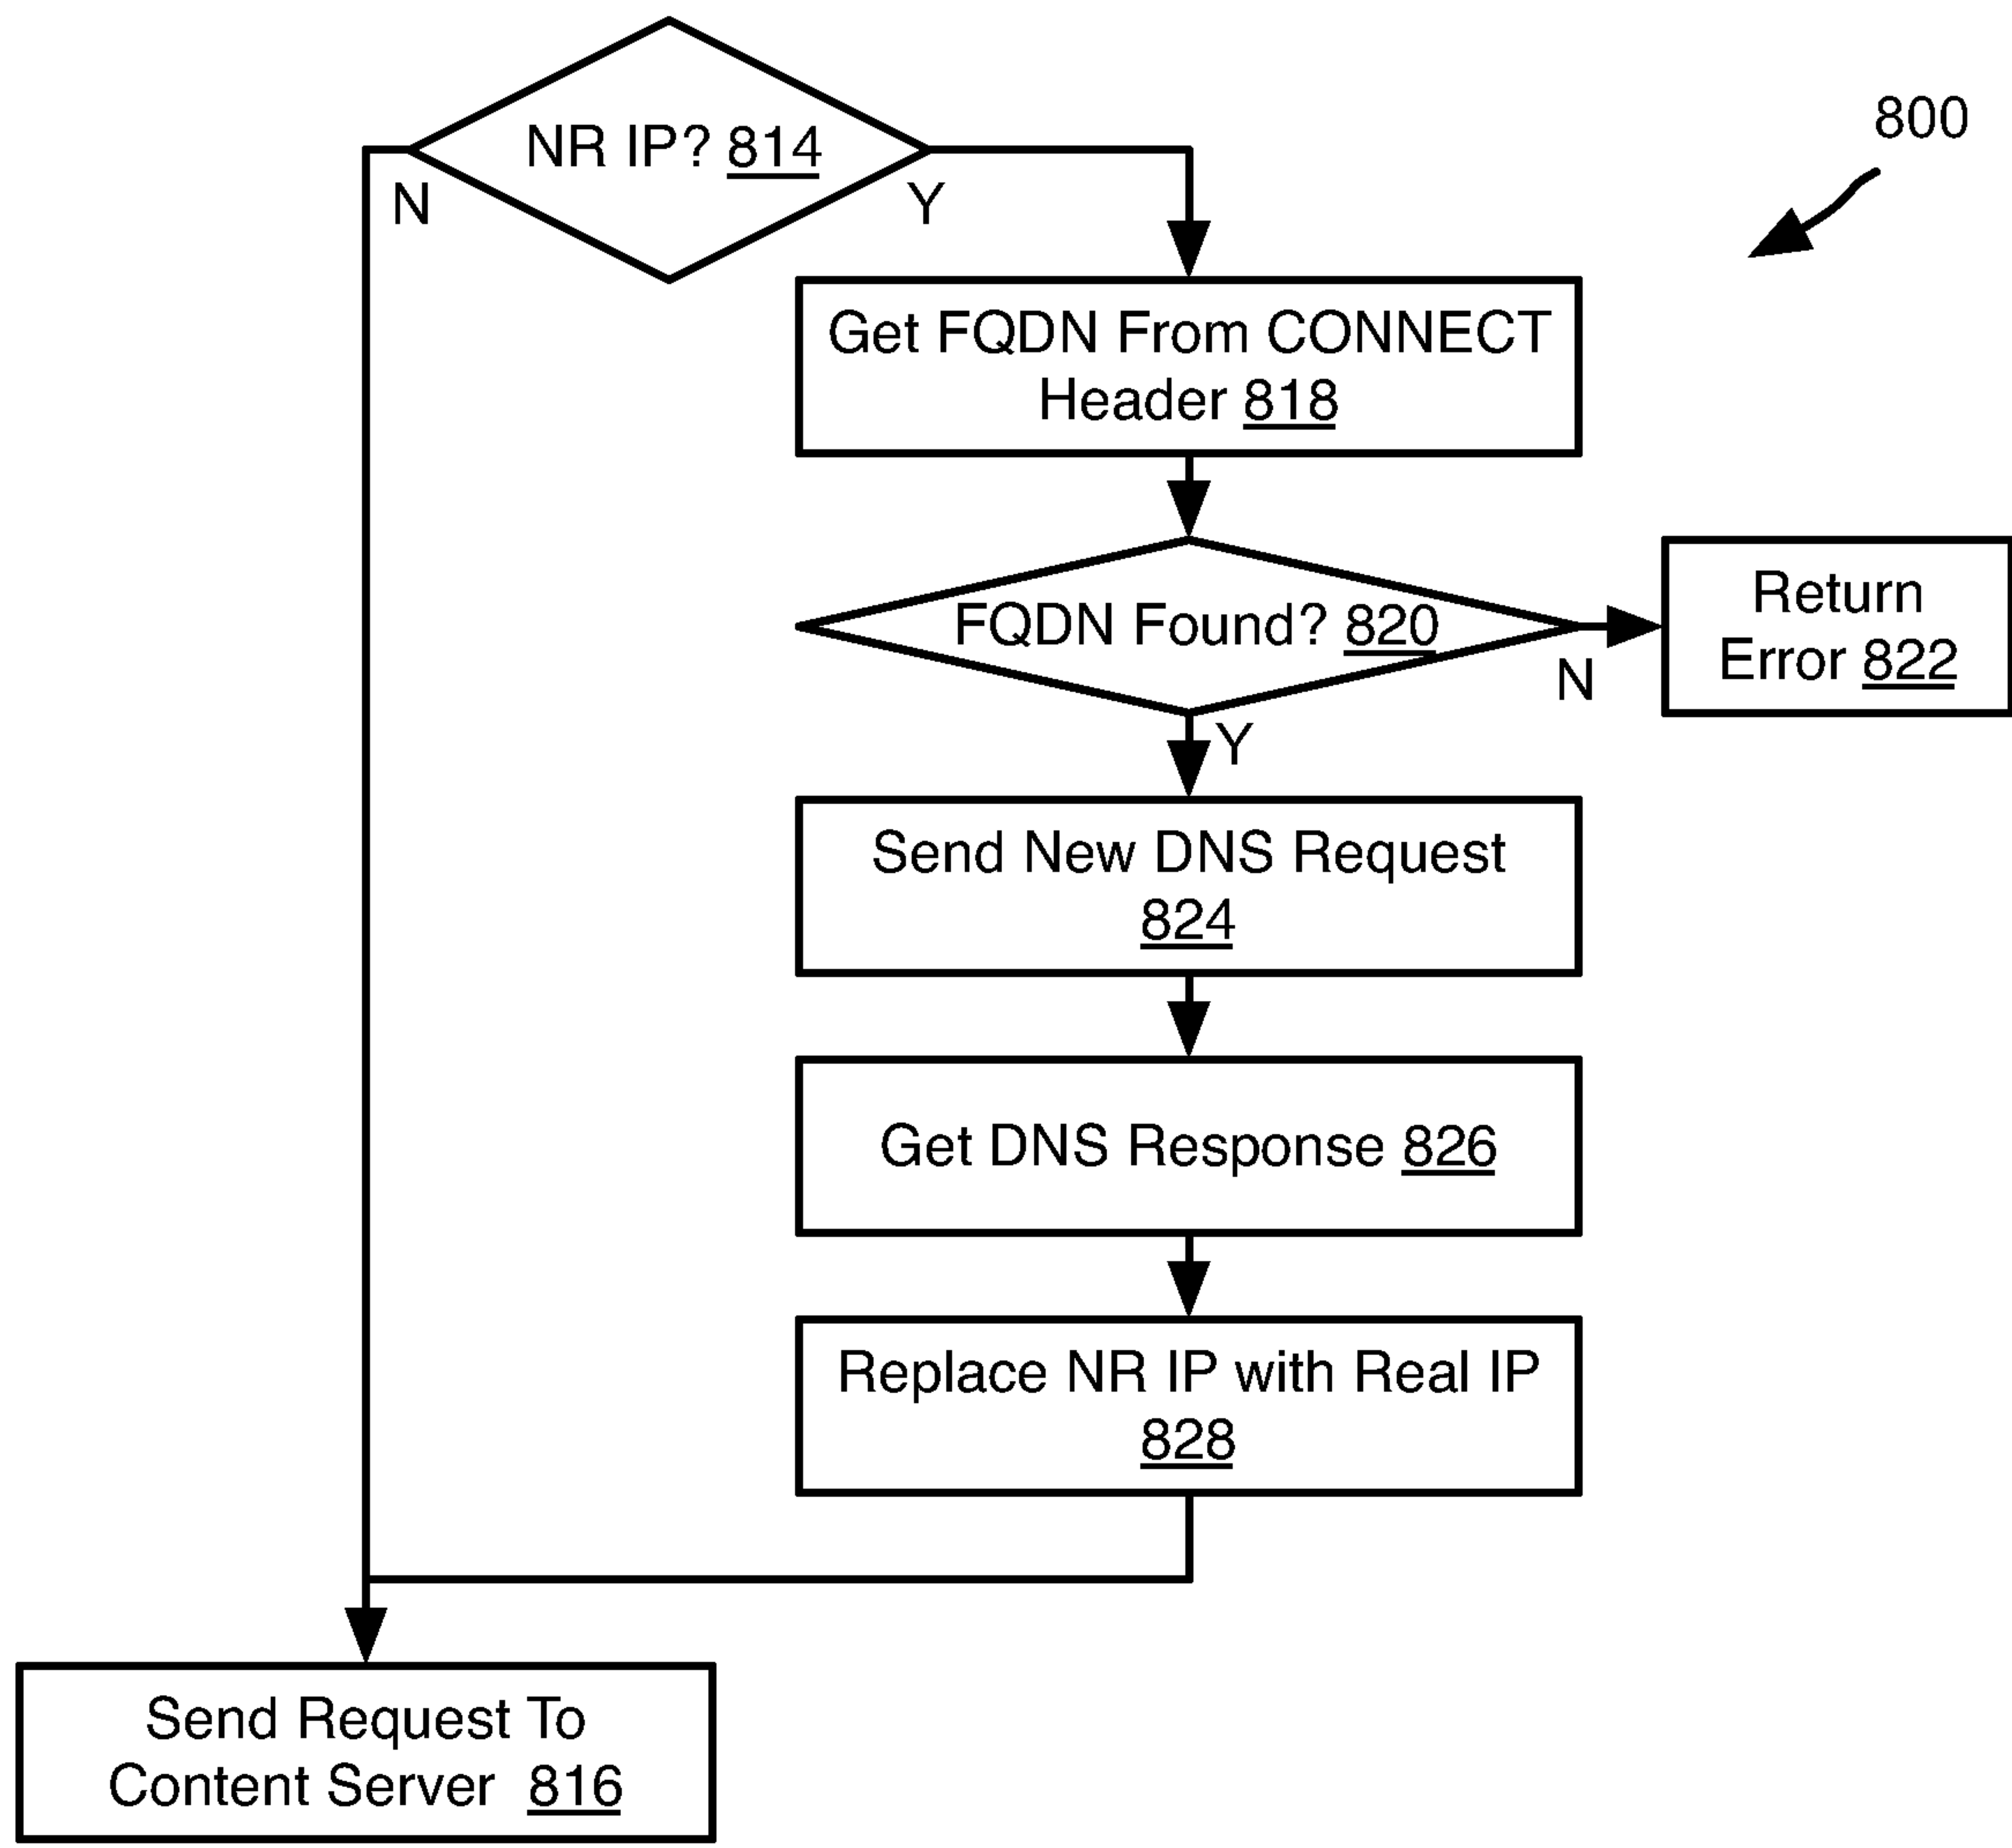 800
NR IP? 814
N
Y
Get FQDN From CONNECT
Header 818
FQDN Found? 820
N
Y
Return
Error 822
Send New DNS Request
824
Get DNS Response 826
Replace NR IP with Real IP
828
Send Request To
Content Server 816